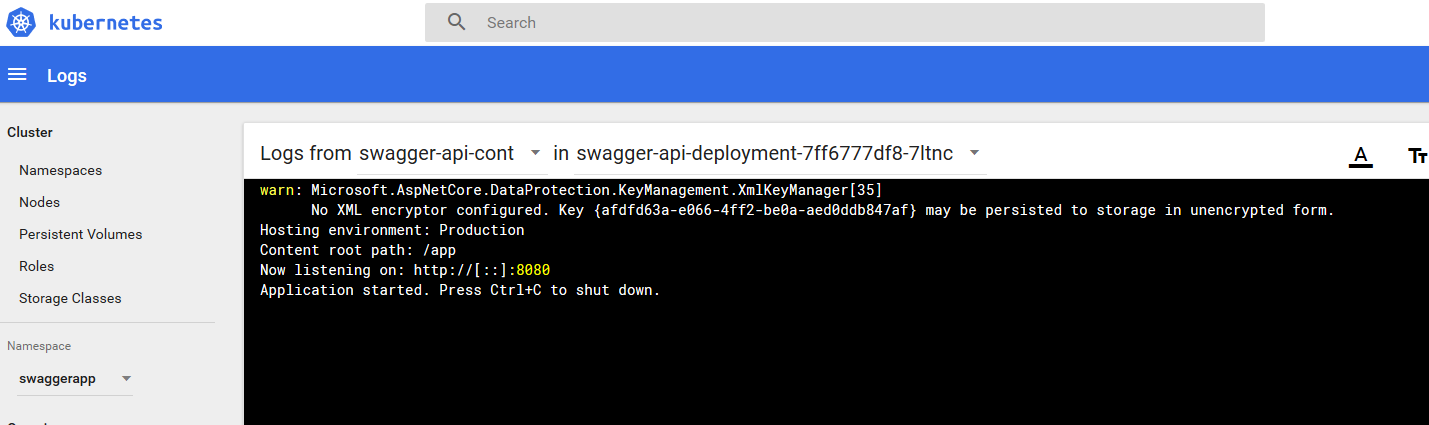 kubernetes
Search
Logs
Cluster
Namespaces
Nodes
Persistent Volumes
Roles
Storage Classes
Namespace
swaggerapp
Logs from swagger-api-cont in swagger-api-deployment-7ff6777df8-7ltnc
A
TT
warn: Microsoft.AspNetCore.DataProtection.KeyManagement.XmlKeyManager[35]
No XML encryptor configured. Key {afdfd63a-e066-4ff2-be0a-aed0ddb847af} may be persisted to storage in unencrypted form.
Hosting environment: Production
Content root path: /app
Now listening on: http://[::]:8080
Application started. Press Ctrl+C to shut down.